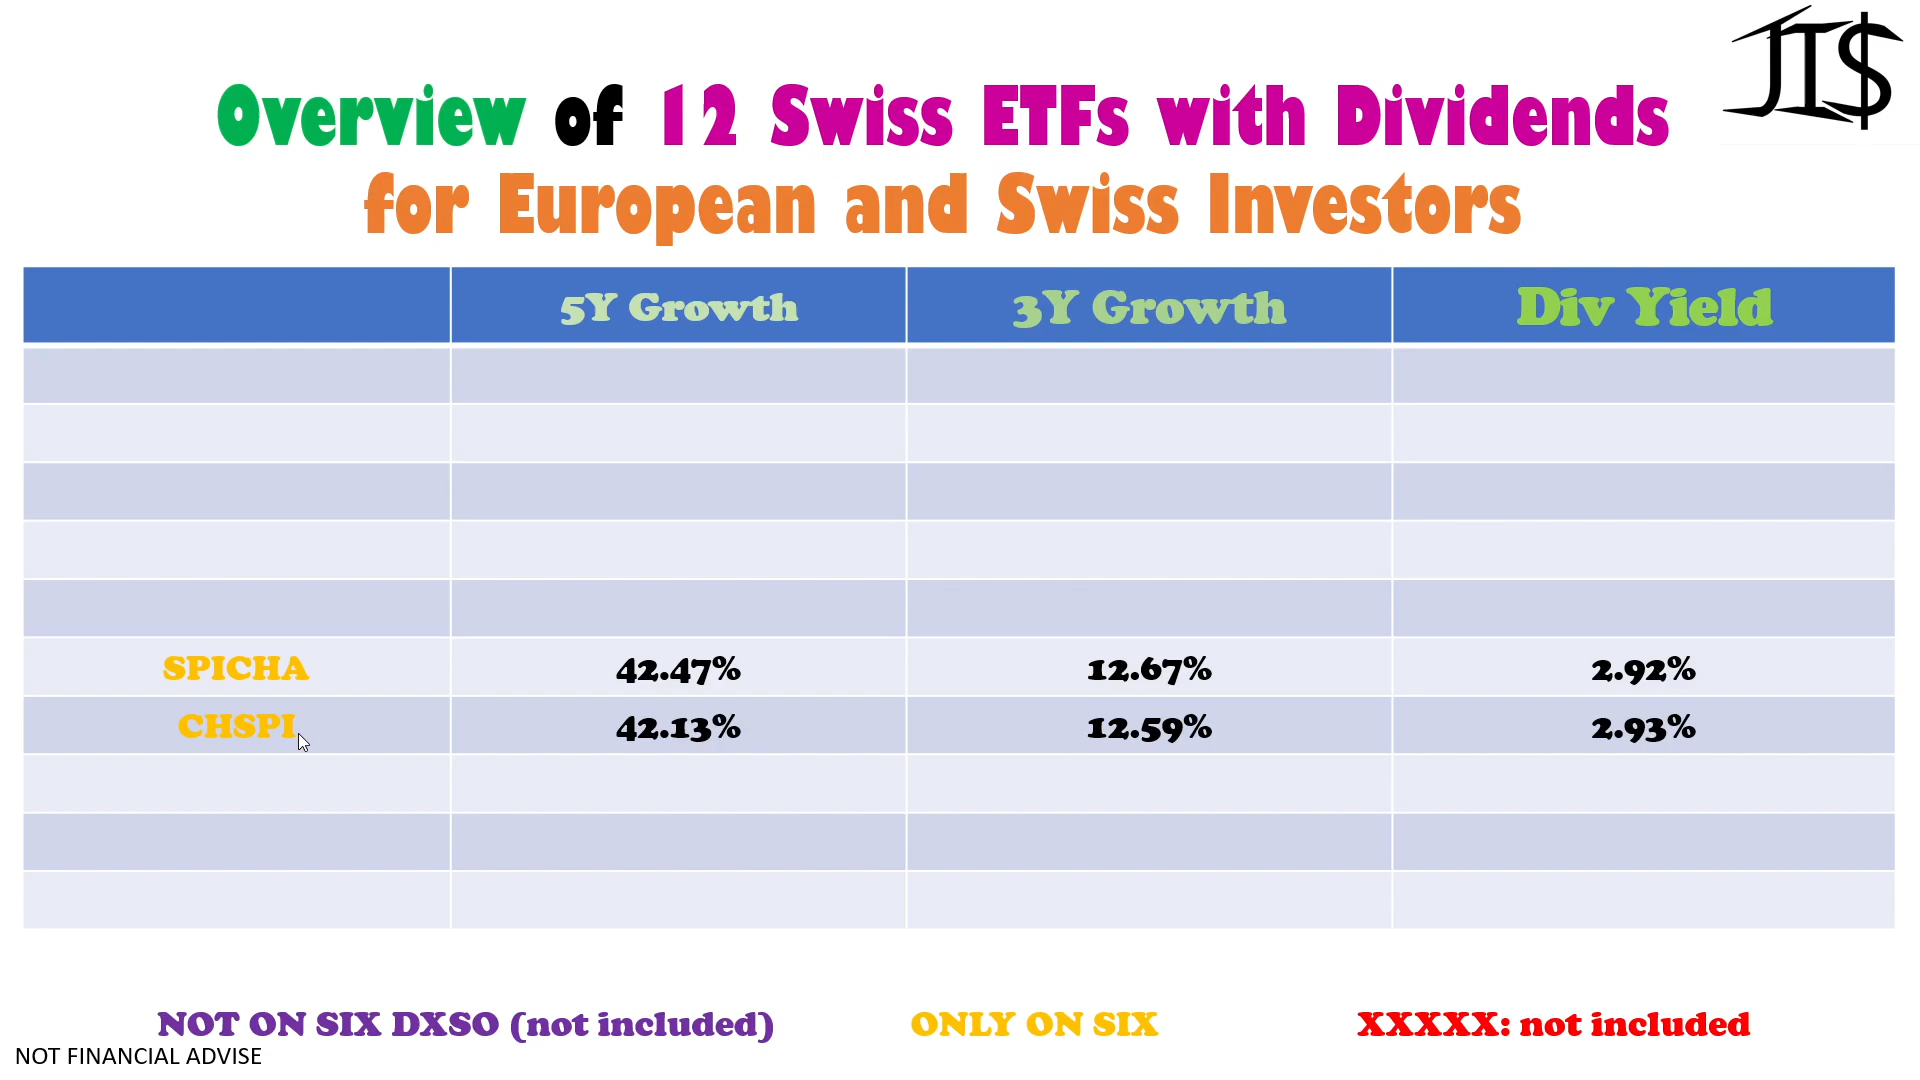 JI$
Overview of 12 Swiss ETFs with Dividends
for European and Swiss Investors
5Y Growth 3Y Growth Div Yield
SPICHA 42.47% 12.67% 2.92%
CHSPI 42.13% 12.59% 2.93%
NOT ON SIX DXSO (not included) ONLY ON SIX XXXXX: not included
NOT FINANCIAL ADVISE